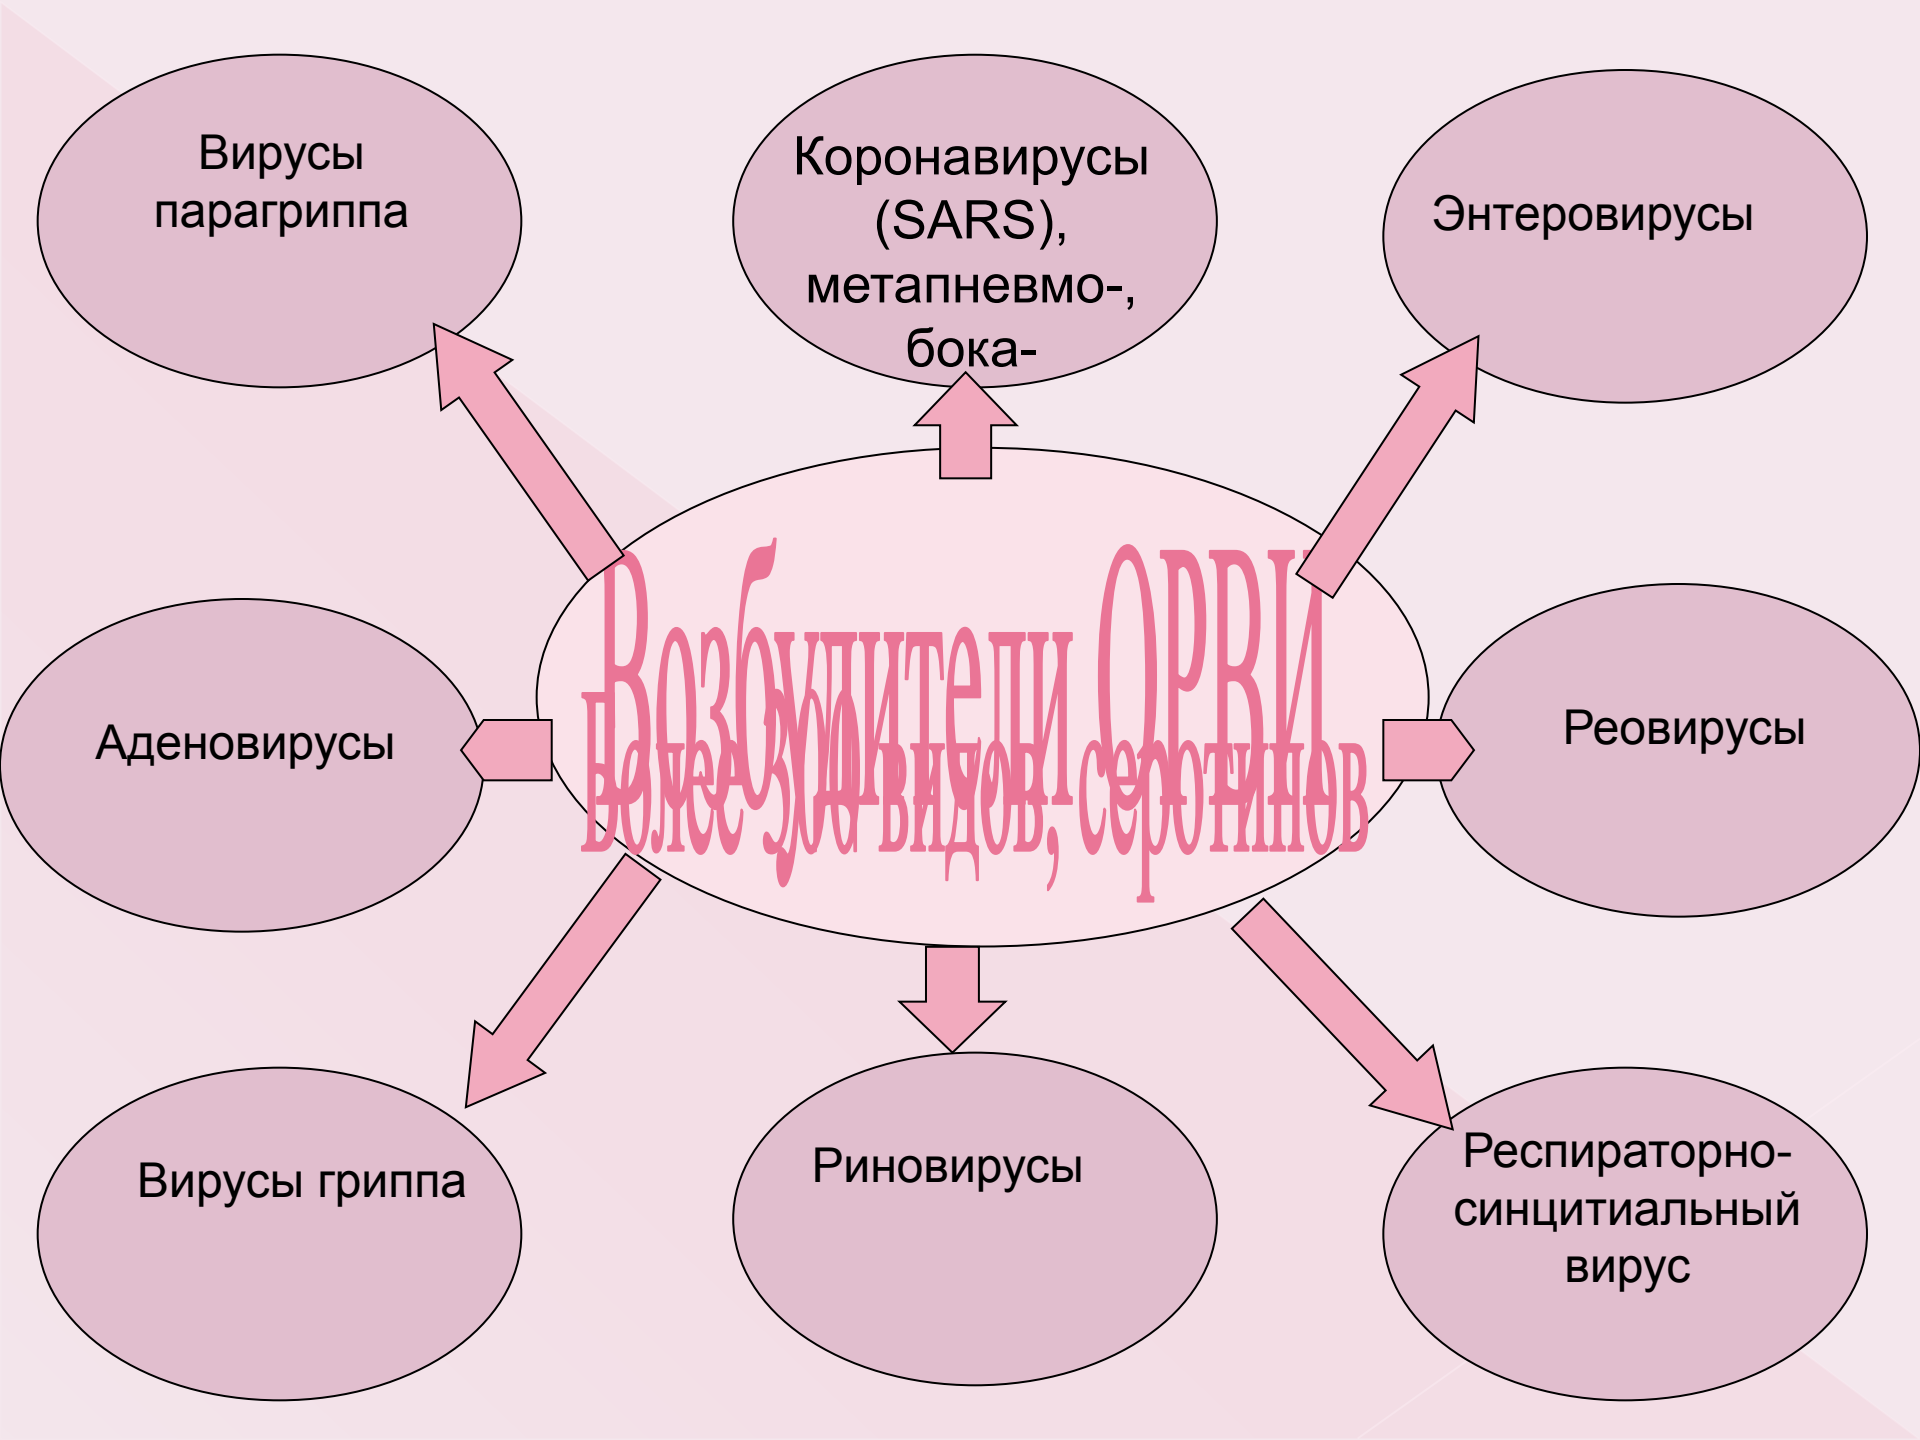 Вирусы
парагриппа
Коронавирусы
(SARS),
метапневмо-,
бока-
Энтеровирусы
Возбудители ОРВИ
Более 300 видов, серотипов
Аденовирусы
Реовирусы
Вирусы гриппа
Риновирусы
Респираторно-
синцитиальный
вирус